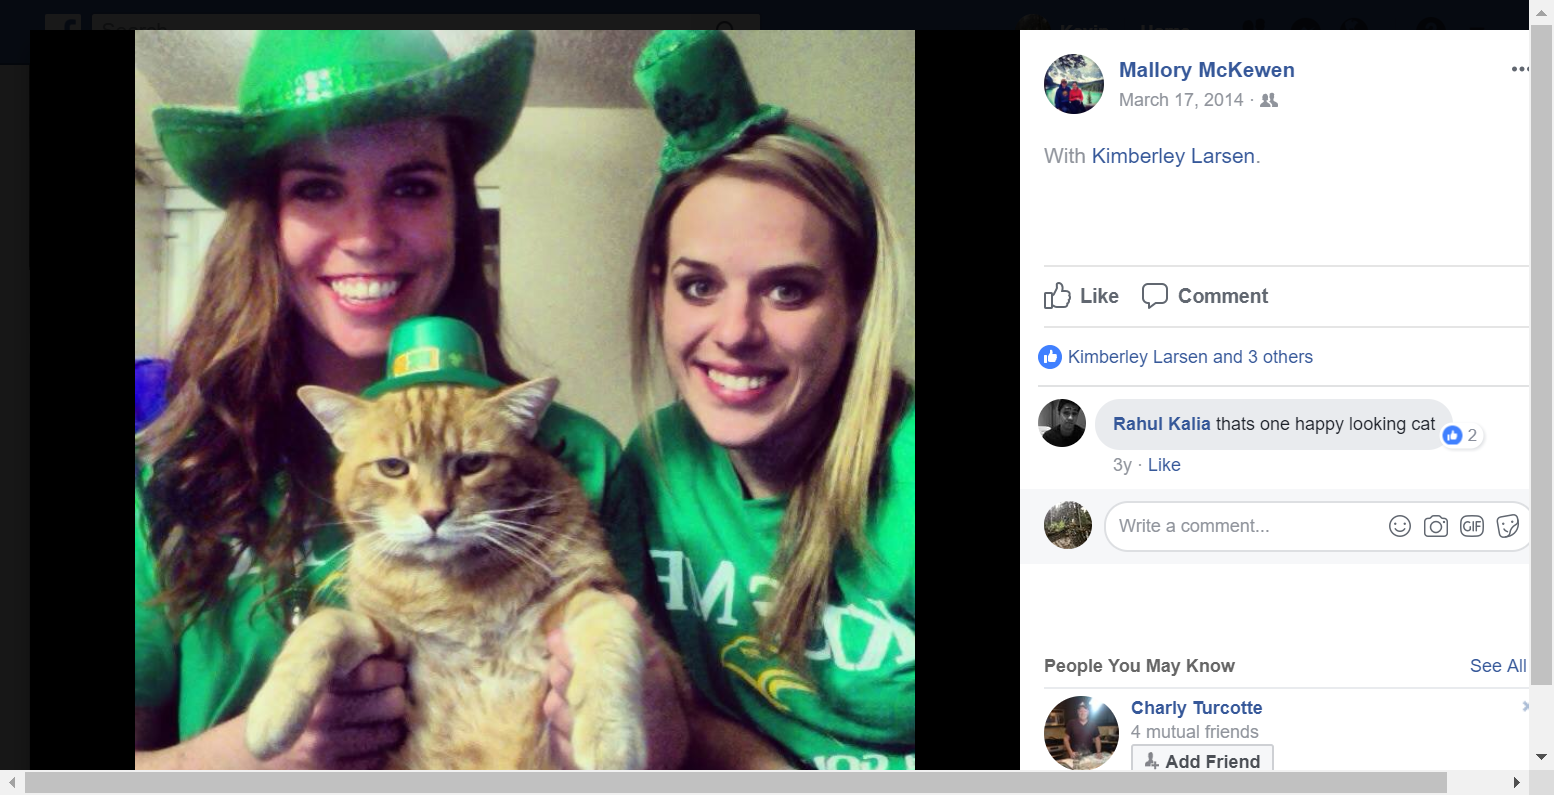 Search
Home
Mallory McKewen
March 17, 2014 ·
With Kimberley Larsen.
Like Comment
Kimberley Larsen and 3 others
Rahul Kalia thats one happy looking cat
2
3y · Like
Write a comment...
GIF
People You May Know
See All
Charly Turcotte
4 mutual friends
Add Friend